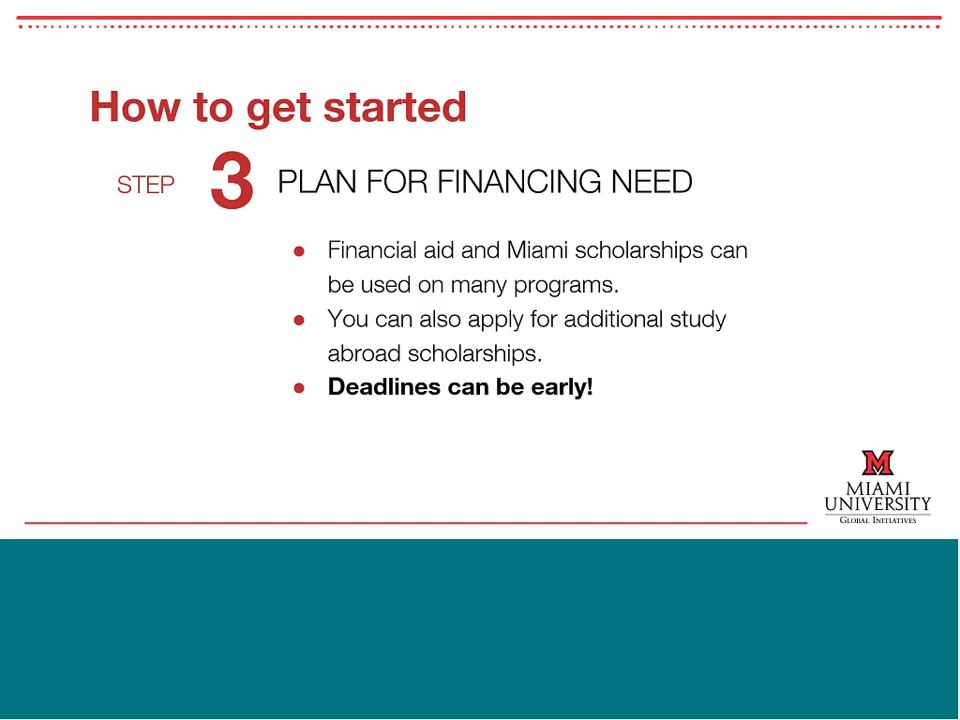 How to get started
STEP 3 PLAN FOR FINANCING NEED
● Financial aid and Miami scholarships can
be used on many programs.
● You can also apply for additional study
abroad scholarships.
● Deadlines can be early!
M
MIAMI
UNIVERSITY
GLOBAL INITIATIVES